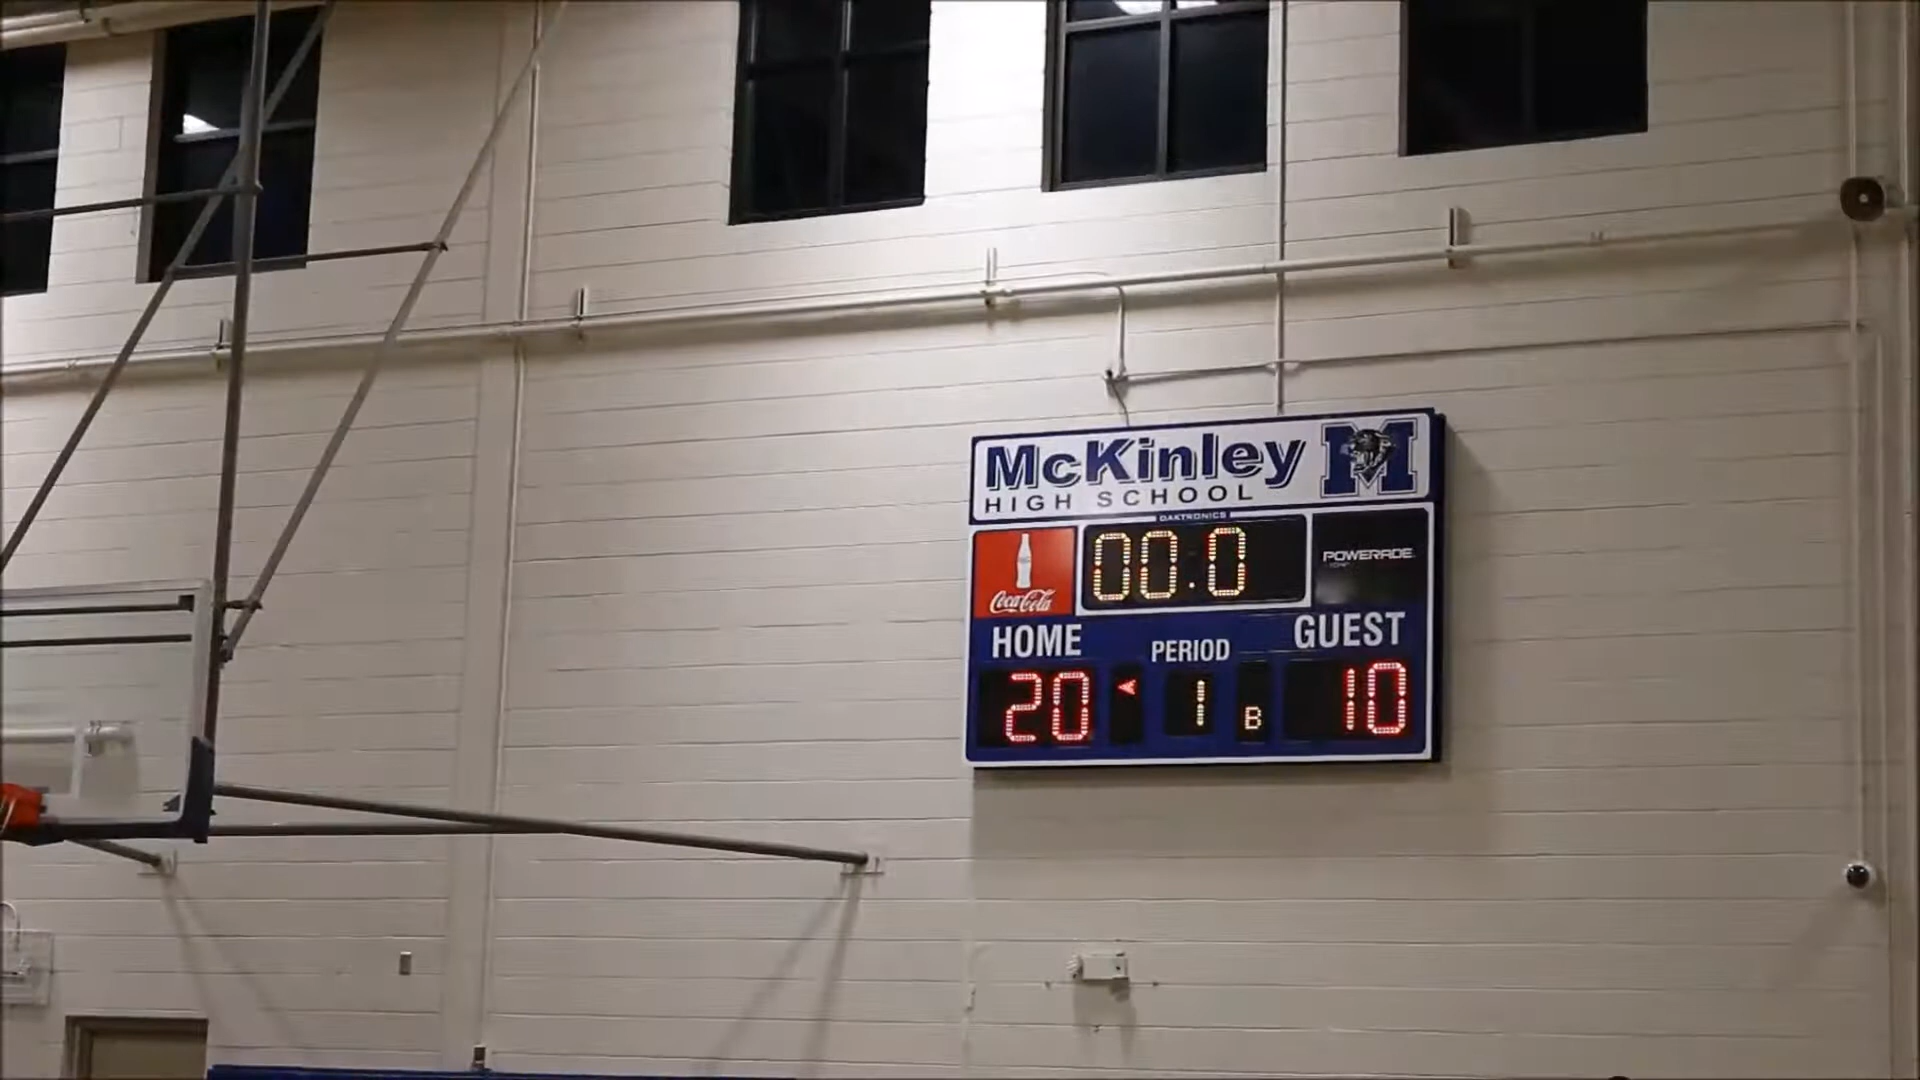 McKinley M
HIGH SCHOOL
DAKTRONICS
Coca-Cola
00.0
POWERADE
HOME
PERIOD
GUEST
20
1
B
10